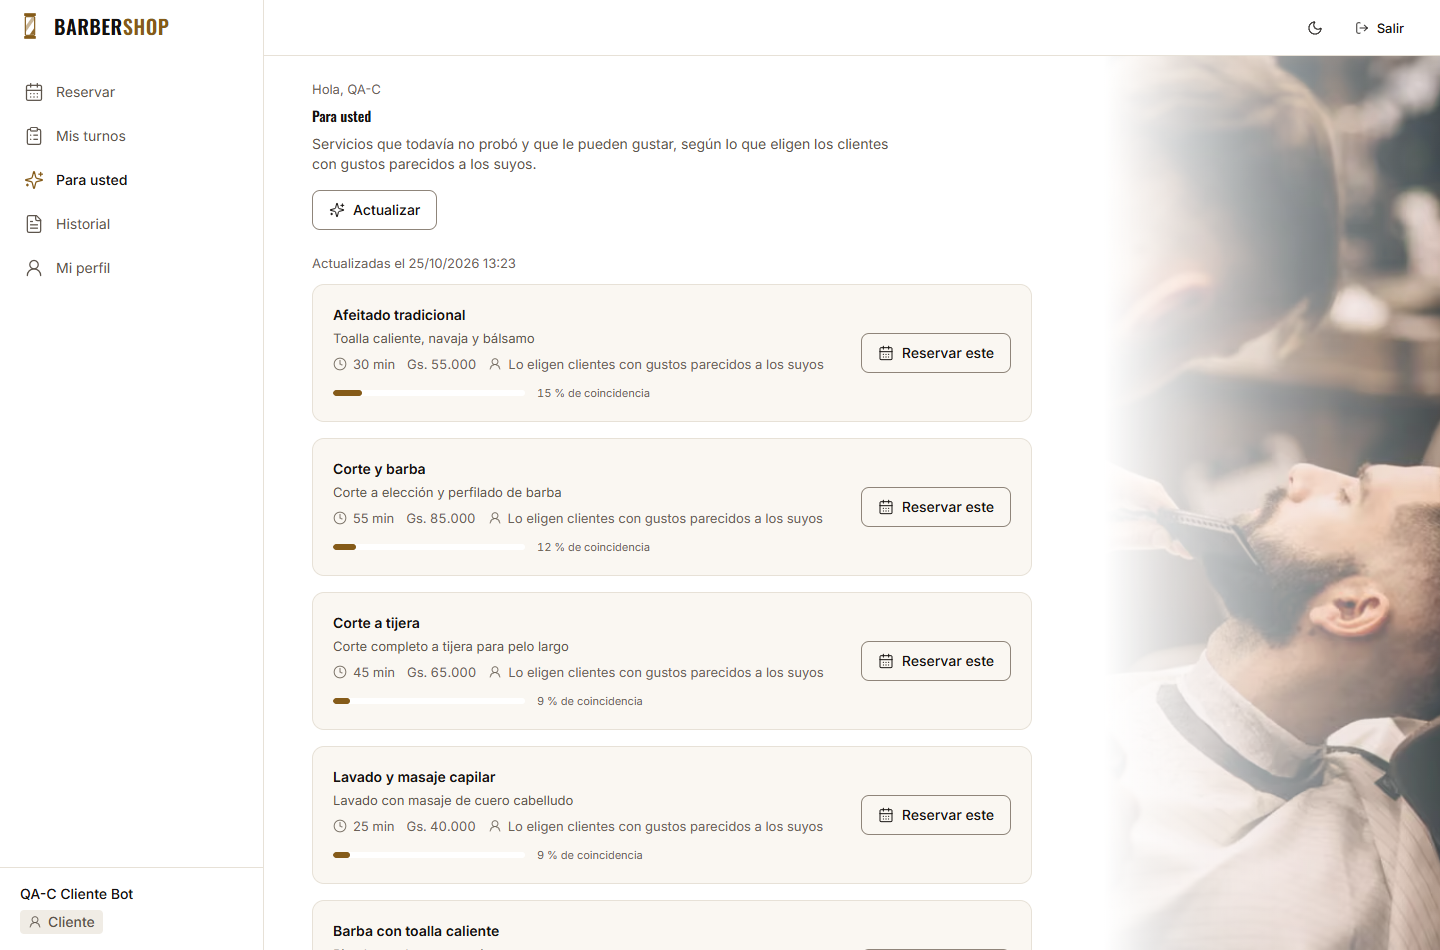 BARBERSHOP
Salir
Reservar
Mis turnos
Para usted
Historial
Mi perfil
Hola, QA-C
Para usted
Servicios que todavía no probó y que le pueden gustar, según lo que eligen los clientes
con gustos parecidos a los suyos.
Actualizar
Actualizadas el 25/10/2026 13:23
Afeitado tradicional
Toalla caliente, navaja y bálsamo
30 min Gs. 55.000 Lo eligen clientes con gustos parecidos a los suyos
15 % de coincidencia
Reservar este
Corte y barba
Corte a elección y perfilado de barba
55 min Gs. 85.000 Lo eligen clientes con gustos parecidos a los suyos
12 % de coincidencia
Reservar este
Corte a tijera
Corte completo a tijera para pelo largo
45 min Gs. 65.000 Lo eligen clientes con gustos parecidos a los suyos
9 % de coincidencia
Reservar este
Lavado y masaje capilar
Lavado con masaje de cuero cabelludo
25 min Gs. 40.000 Lo eligen clientes con gustos parecidos a los suyos
9 % de coincidencia
Reservar este
Barba con toalla caliente
QA-C Cliente Bot
Cliente